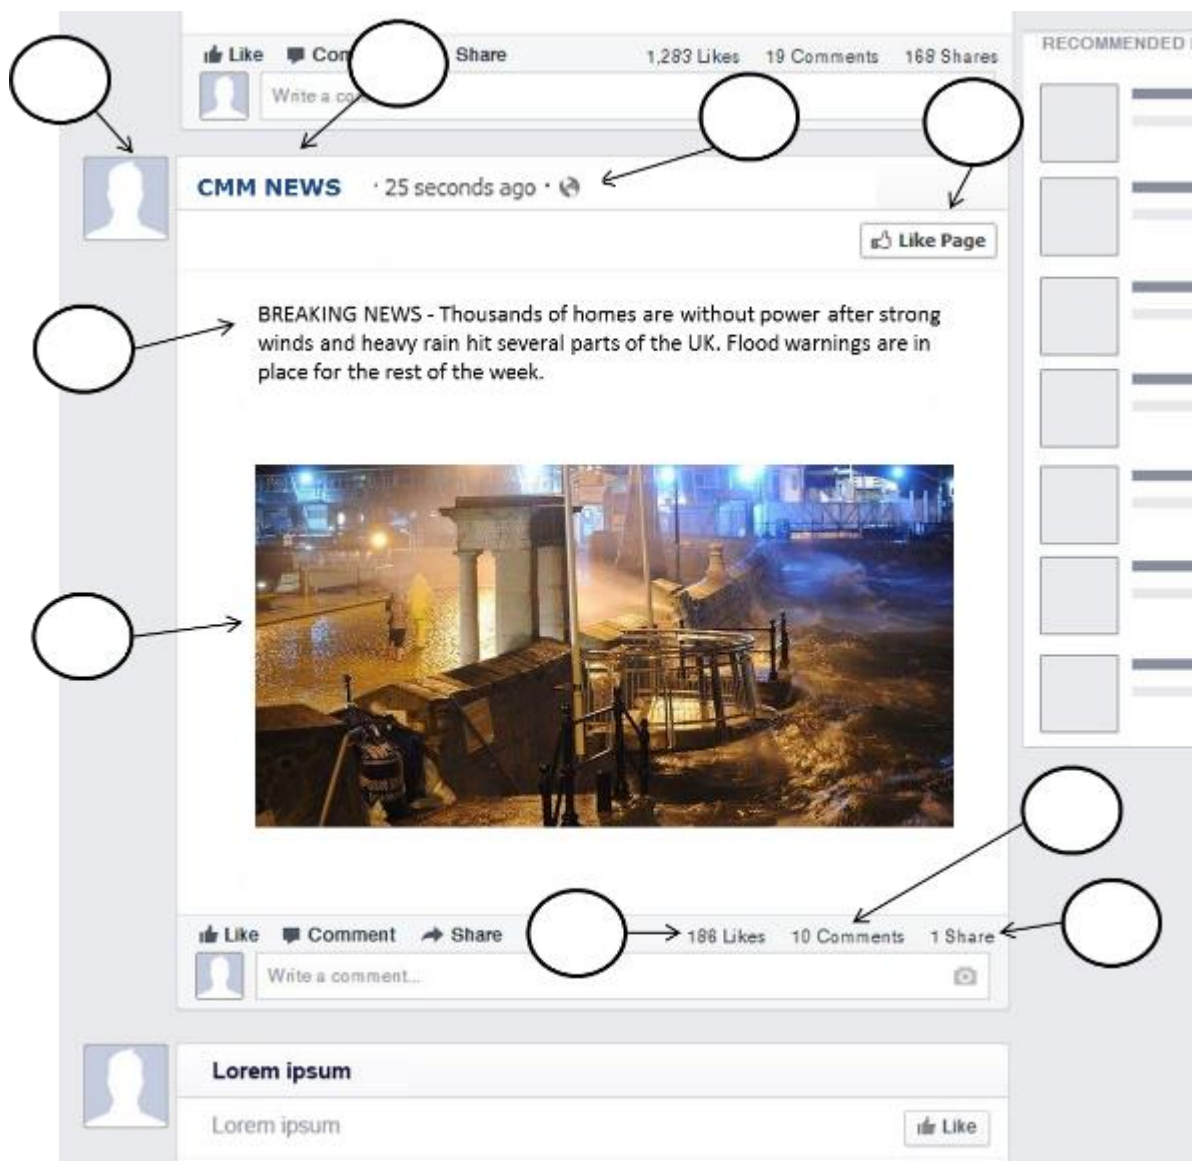 Like Com Share 1,283 Likes 19 Comments 168 Shares
Write a
RECOMMENDED
CMM NEWS · 25 seconds ago ·
Like Page
BREAKING NEWS - Thousands of homes are without power after strong
winds and heavy rain hit several parts of the UK. Flood warnings are in
place for the rest of the week.
Like Comment Share 186 Likes 10 Comments 1 Share
Write a comment...
Lorem ipsum
Lorem ipsum Like